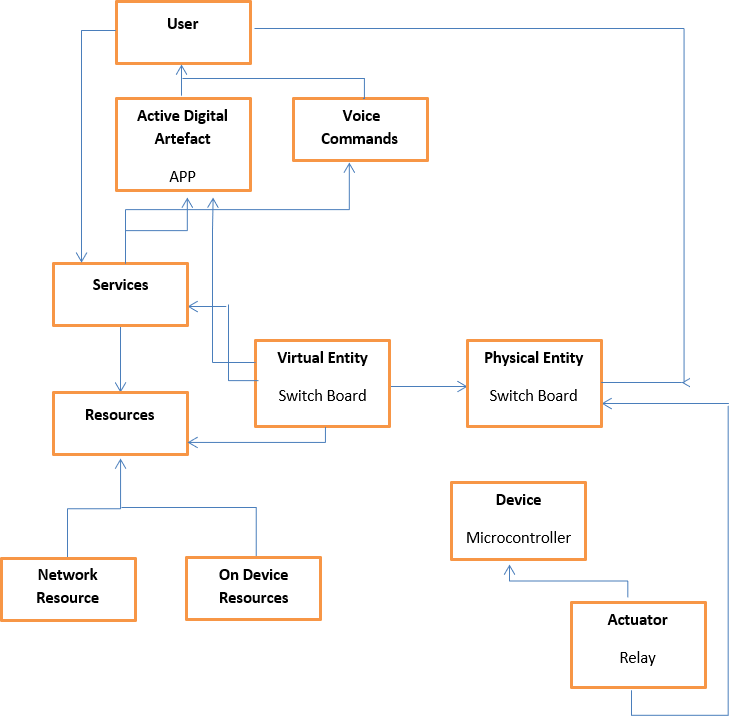 User
Active Digital
Artefact
APP
Voice
Commands
Services
Virtual Entity
Switch Board
Physical Entity
Switch Board
Resources
Device
Microcontroller
Network
Resource
On Device
Resources
Actuator
Relay